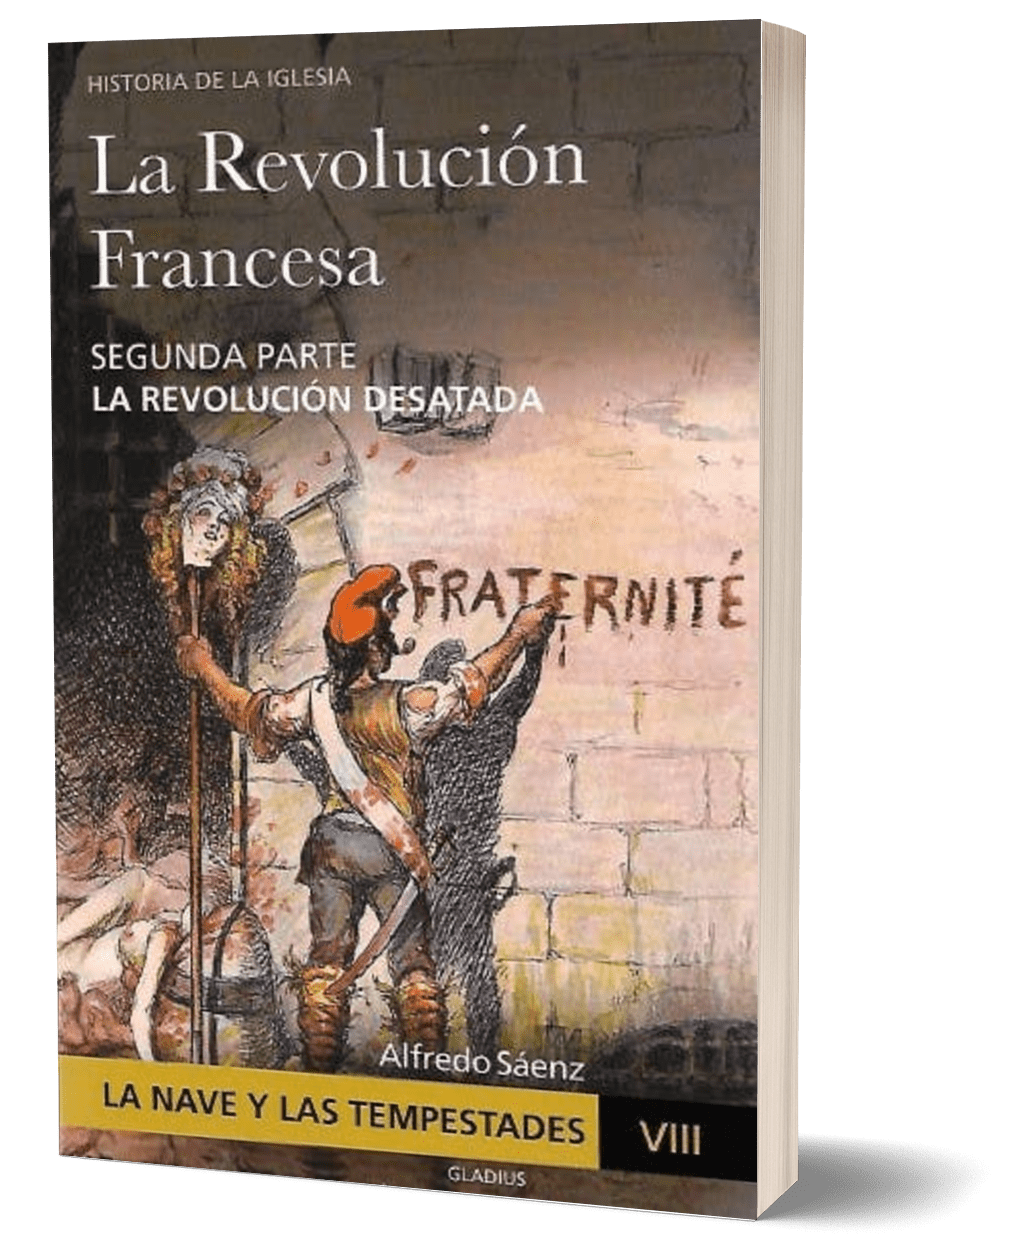 HISTORIA DE LA IGLESIA
La Revolución
Francesa
SEGUNDA PARTE
LA REVOLUCIÓN DESATADA
FRATERNITÉ
Alfredo Sáenz
LA NAVE Y LAS TEMPESTADES
VIII
GLADIUS